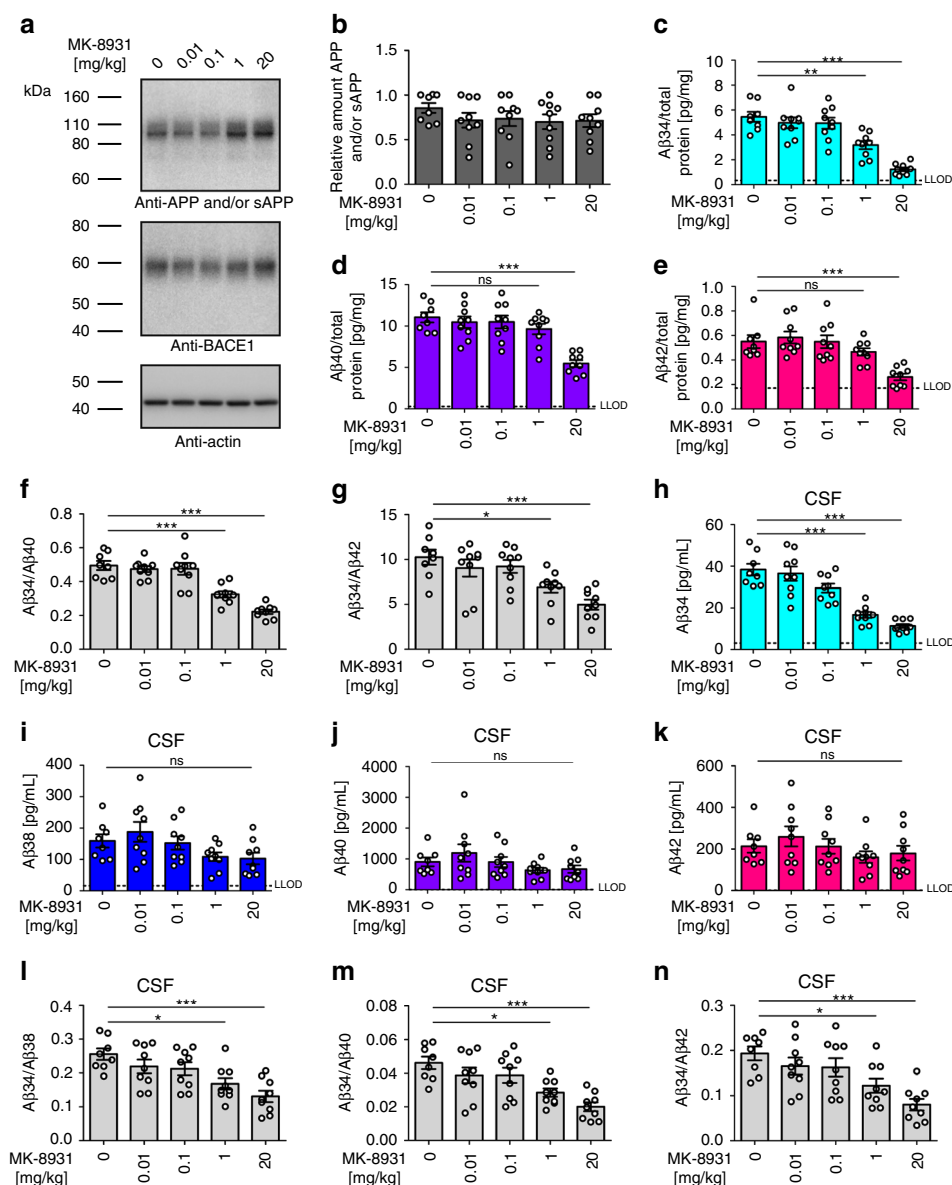 a
MK-8931
[mg/kg]
0 0.01 0.1 1 20
kDa
160
110
80
60
Anti-APP and/or sAPP
80
60
50
40
Anti-BACE1
50
40
Anti-actin
b
Relative amount APP
and/or sAPP
1.5
1.0
0.5
0.0
MK-8931
[mg/kg]
0 0.01 0.1 1 20
c
Aβ34/total
protein [pg/mg]
10
8
6
4
2
0
***
**
LLOD
MK-8931
[mg/kg]
0 0.01 0.1 1 20
d
Aβ40/total
protein [pg/mg]
20
15
10
5
0
***
ns
LLOD
MK-8931
[mg/kg]
0 0.01 0.1 1 20
e
Aβ42/total
protein [pg/mg]
1.0
0.8
0.6
0.4
0.2
0.0
***
ns
LLOD
MK-8931
[mg/kg]
0 0.01 0.1 1 20
f
Aβ34/Aβ40
0.8
0.6
0.4
0.2
0.0
***
***
MK-8931
[mg/kg]
0 0.01 0.1 1 20
g
Aβ34/Aβ42
15
10
5
0
***
*
MK-8931
[mg/kg]
0 0.01 0.1 1 20
h
CSF
Aβ34 [pg/mL]
60
40
20
0
***
***
LLOD
MK-8931
[mg/kg]
0 0.01 0.1 1 20
i
CSF
Aβ38 [pg/mL]
400
300
200
100
0
ns
LLOD
MK-8931
[mg/kg]
0 0.01 0.1 1 20
j
CSF
Aβ40 [pg/mL]
4000
3000
2000
1000
0
ns
LLOD
MK-8931
[mg/kg]
0 0.01 0.1 1 20
k
CSF
Aβ42 [pg/mL]
600
400
200
0
ns
LLOD
MK-8931
[mg/kg]
0 0.01 0.1 1 20
l
CSF
Aβ34/Aβ38
0.4
0.3
0.2
0.1
0.0
***
*
MK-8931
[mg/kg]
0 0.01 0.1 1 20
m
CSF
Aβ34/Aβ40
0.08
0.06
0.04
0.02
0.00
***
*
MK-8931
[mg/kg]
0 0.01 0.1 1 20
n
CSF
Aβ34/Aβ42
0.3
0.2
0.1
0.0
***
*
MK-8931
[mg/kg]
0 0.01 0.1 1 20